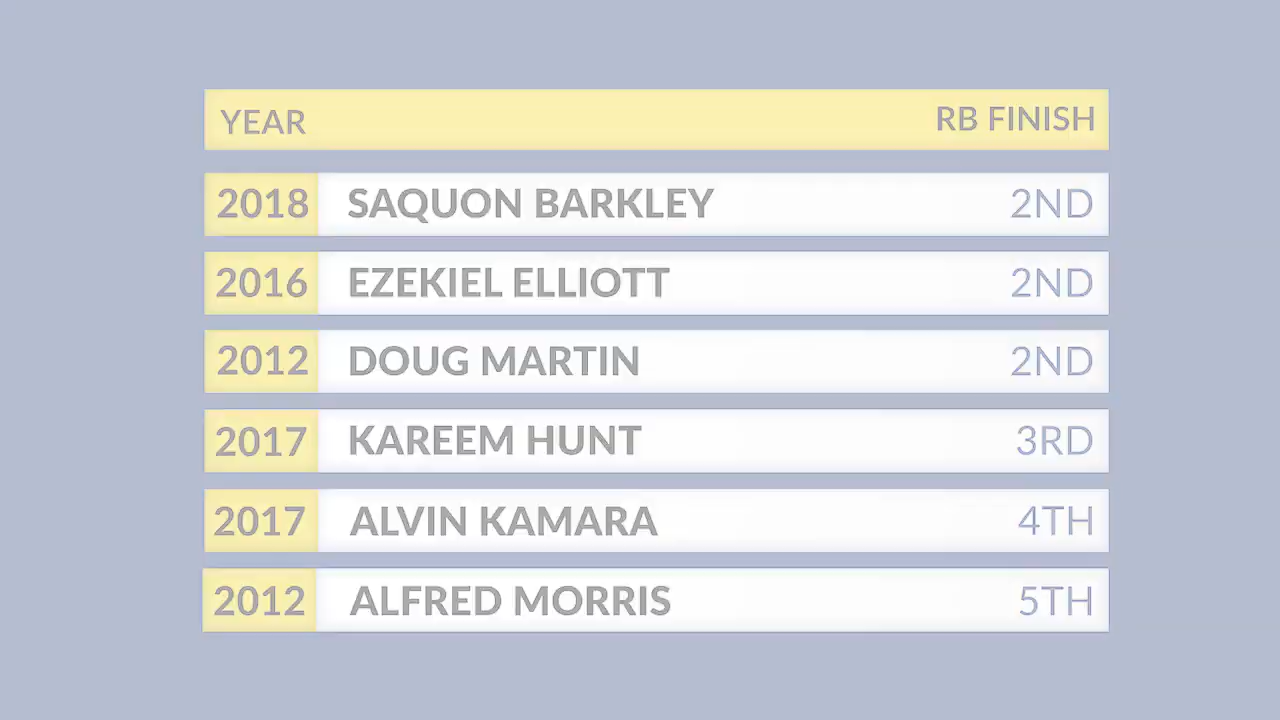 YEAR RB FINISH
2018 SAQUON BARKLEY 2ND
2016 EZEKIEL ELLIOTT 2ND
2012 DOUG MARTIN 2ND
2017 KAREEM HUNT 3RD
2017 ALVIN KAMARA 4TH
2012 ALFRED MORRIS 5TH